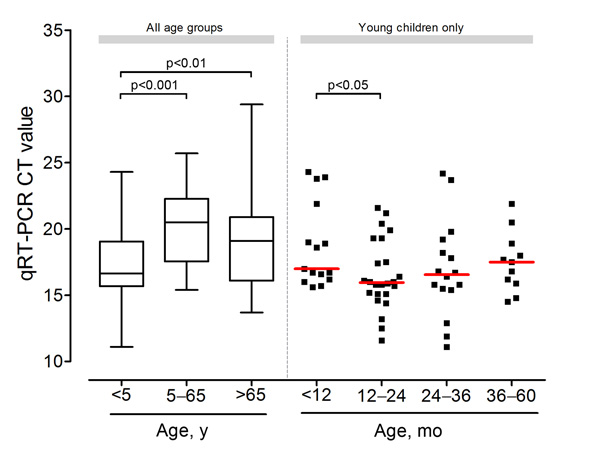 All age groups
Young children only
35
30
25
20
15
10
qRT-PCR CT value
p<0.01
p<0.001
p<0.05
<5
5–65
>65
<12
12–24
24–36
36–60
Age, y
Age, mo